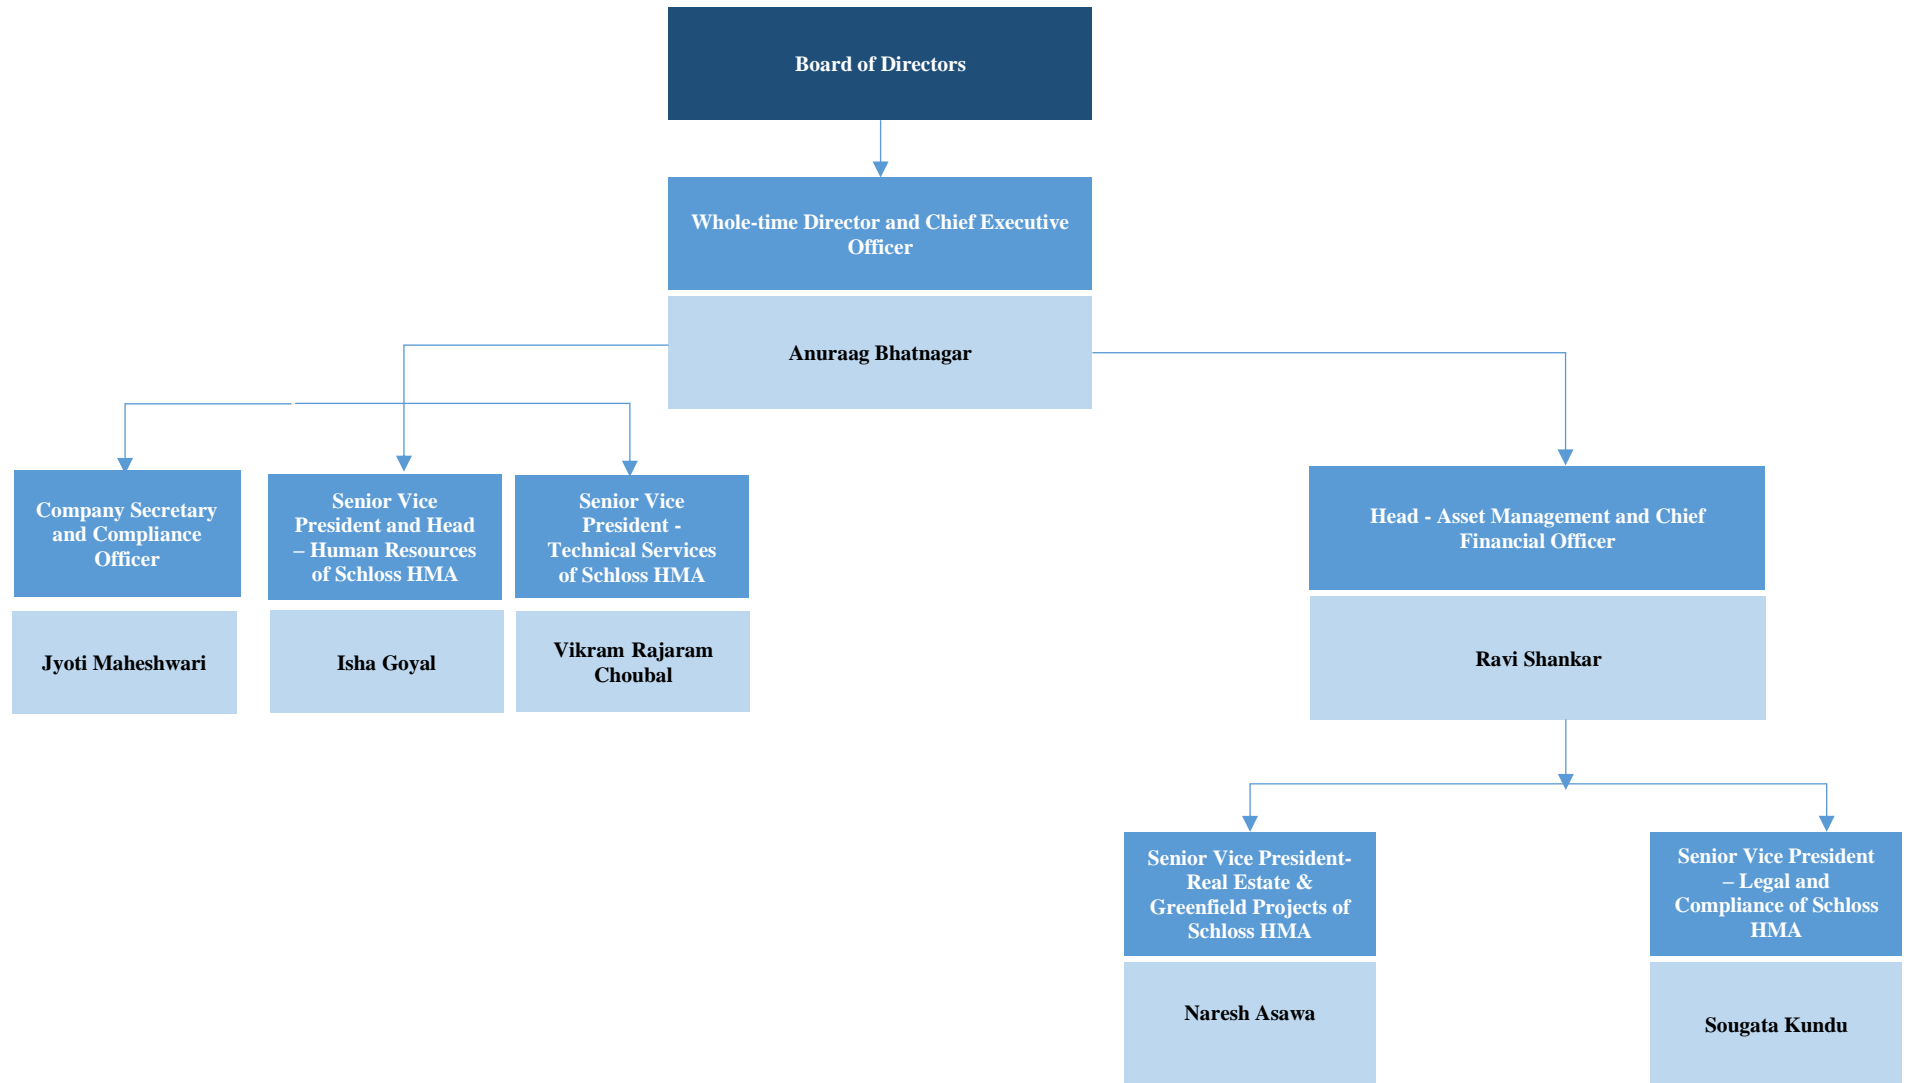 Board of Directors
Whole-time Director and Chief Executive
Officer
Anuraag Bhatnagar
Company Secretary
and Compliance
Officer
Jyoti Maheshwari
Senior Vice
President and Head
– Human Resources
of Schloss HMA
Isha Goyal
Senior Vice
President -
Technical Services
of Schloss HMA
Vikram Rajaram
Choubal
Head - Asset Management and Chief
Financial Officer
Ravi Shankar
Senior Vice President-
Real Estate &
Greenfield Projects of
Schloss HMA
Naresh Asawa
Senior Vice President
– Legal and
Compliance of Schloss
HMA
Sougata Kundu